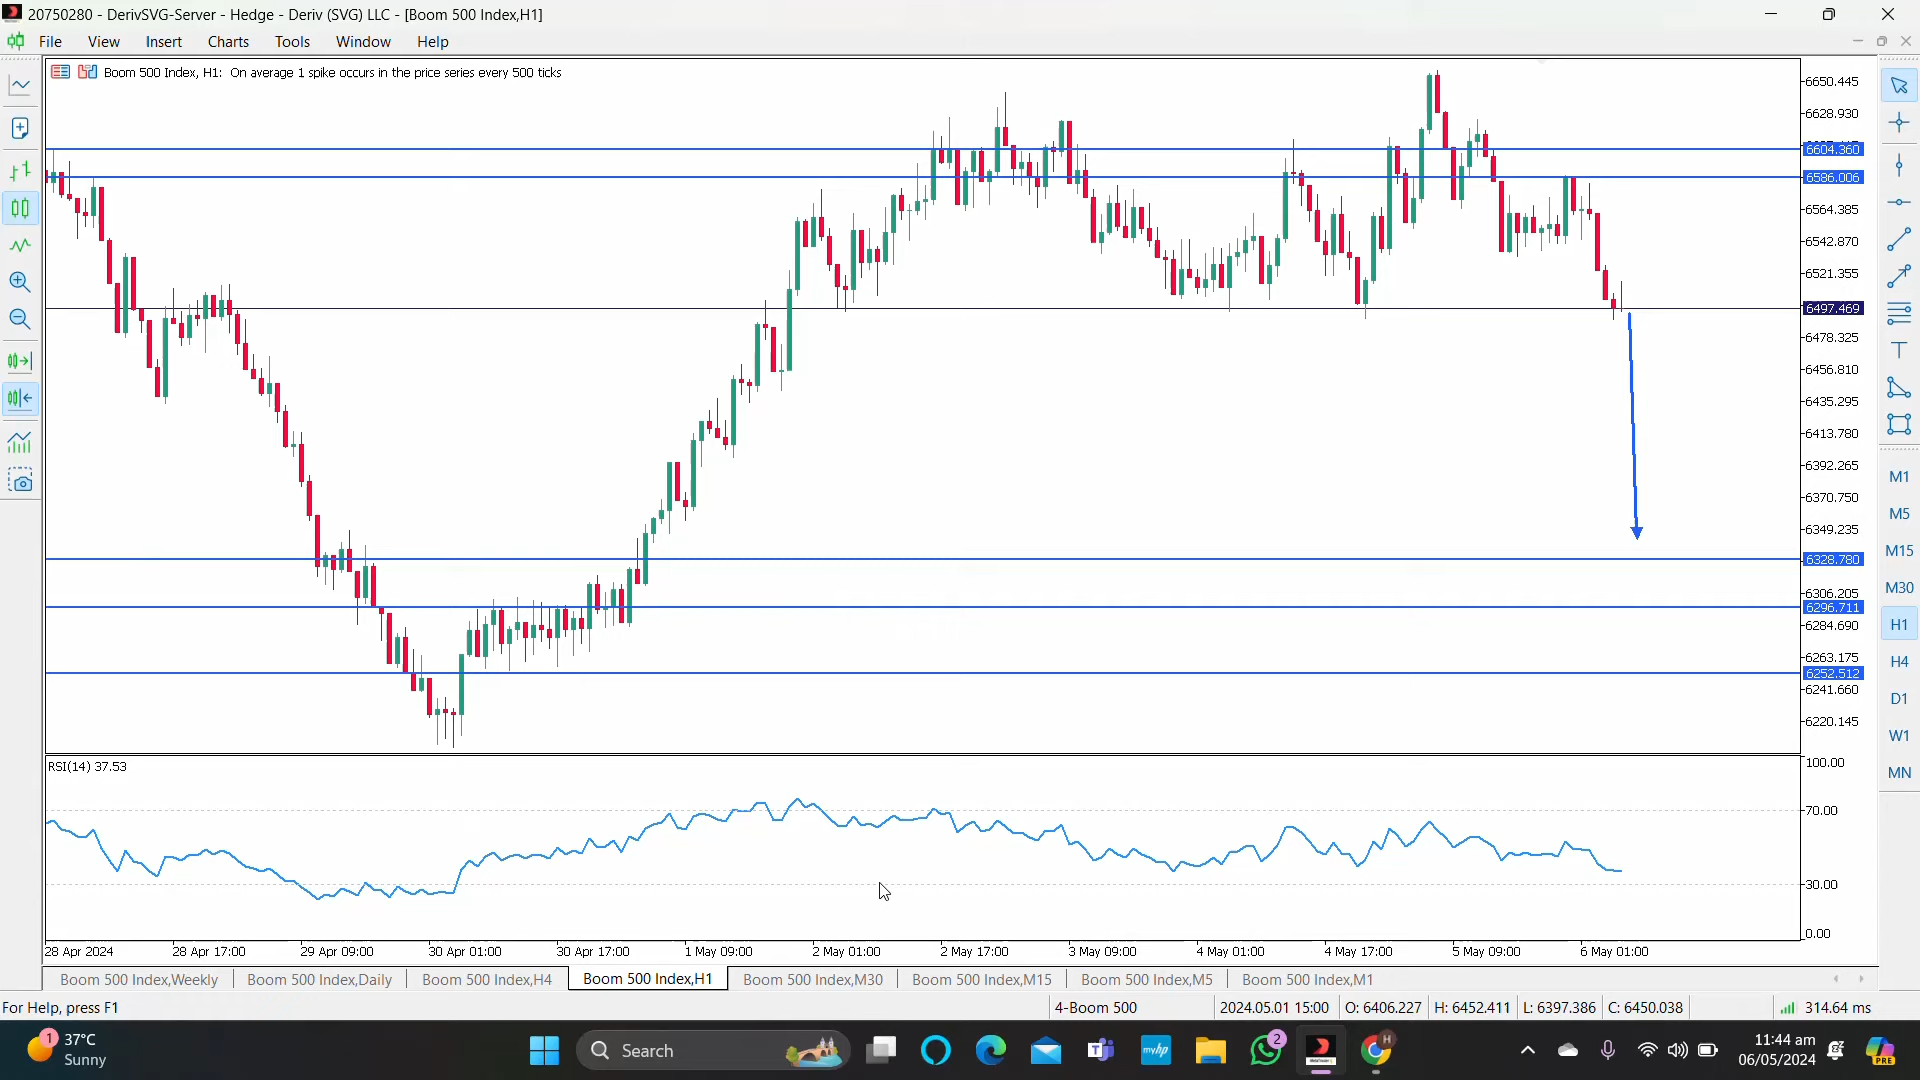 20750280 - DerivSVG-Server - Hedge - Deriv (SVG) LLC - [Boom 500 Index,H1]
File View Insert Charts Tools Window Help
Boom 500 Index, H1: On average 1 spike occurs in the price series every 500 ticks
6650.445
6628.930
6604.360
6586.006
6564.385
6542.870
6521.355
6497.469
6478.325
6456.810
6435.295
6413.780
6392.265
6370.750
6349.235
6328.780
6306.205
6296.711
6284.690
6263.175
6252.512
6241.660
6220.145
M1
M5
M15
M30
H1
H4
D1
W1
MN
RSI(14) 37.53
100.00
70.00
30.00
0.00
28 Apr 2024 28 Apr 17:00 29 Apr 09:00 30 Apr 01:00 30 Apr 17:00 1 May 09:00 2 May 01:00 2 May 17:00 3 May 09:00 4 May 01:00 4 May 17:00 5 May 09:00 6 May 01:00
Boom 500 Index,Weekly Boom 500 Index,Daily Boom 500 Index,H4 Boom 500 Index,H1 Boom 500 Index,M30 Boom 500 Index,M15 Boom 500 Index,M5 Boom 500 Index,M1
For Help, press F1 4-Boom 500 2024.05.01 15:00 O: 6406.227 H: 6452.411 L: 6397.386 C: 6450.038 314.64 ms
1 37°C
Sunny
Search
myhp
2
H
11:44 am
06/05/2024
PRE